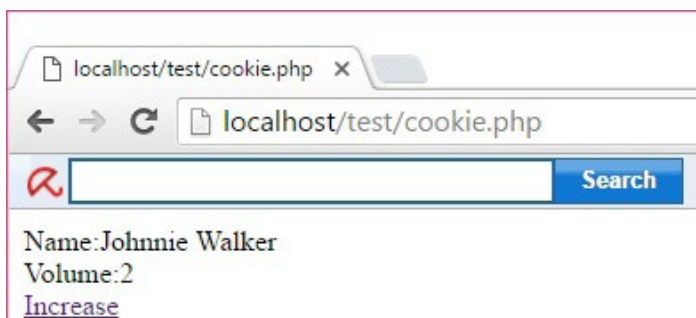 localhost/test/cookie.php
localhost/test/cookie.php
Search
Name:Johnnie Walker
Volume:2
Increase